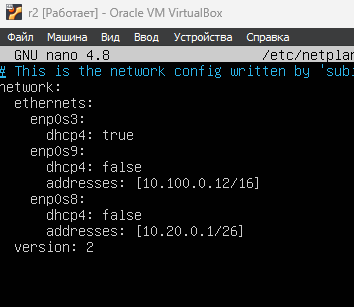 r2 [Работает] - Oracle VM VirtualBox
Файл Машина Вид Ввод Устройства Справка
GNU nano 4.8 /etc/netplan
# This is the network config written by 'subi
network:
  ethernets:
    enp0s3:
      dhcp4: true
    enp0s9:
      dhcp4: false
      addresses: [10.100.0.12/16]
    enp0s8:
      dhcp4: false
      addresses: [10.20.0.1/26]
  version: 2